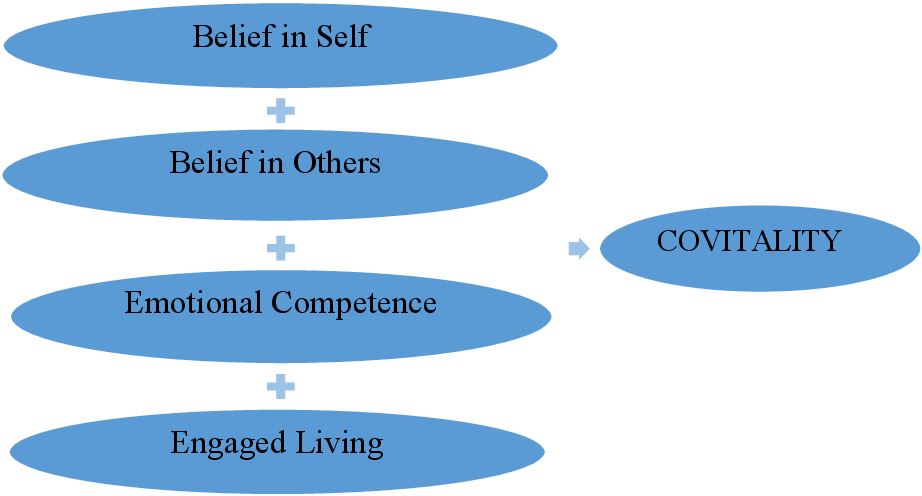 Belief in Self
Belief in Others
Emotional Competence
Engaged Living
COVITALITY